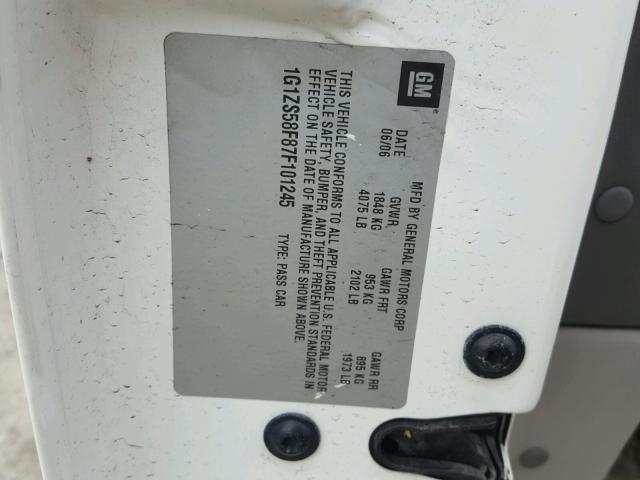 GM
MFD BY GENERAL MOTORS CORP
DATE GVWR GAWR FRT GAWR RR
06/06 1848 KG 953 KG 895 KG
4075 LB 2102 LB 1973 LB
THIS VEHICLE CONFORMS TO ALL APPLICABLE U.S. FEDERAL MOTOR
VEHICLE SAFETY, BUMPER, AND THEFT PREVENTION STANDARDS IN
EFFECT ON THE DATE OF MANUFACTURE SHOWN ABOVE.
1G1ZS58F87F101245 TYPE: PASS CAR